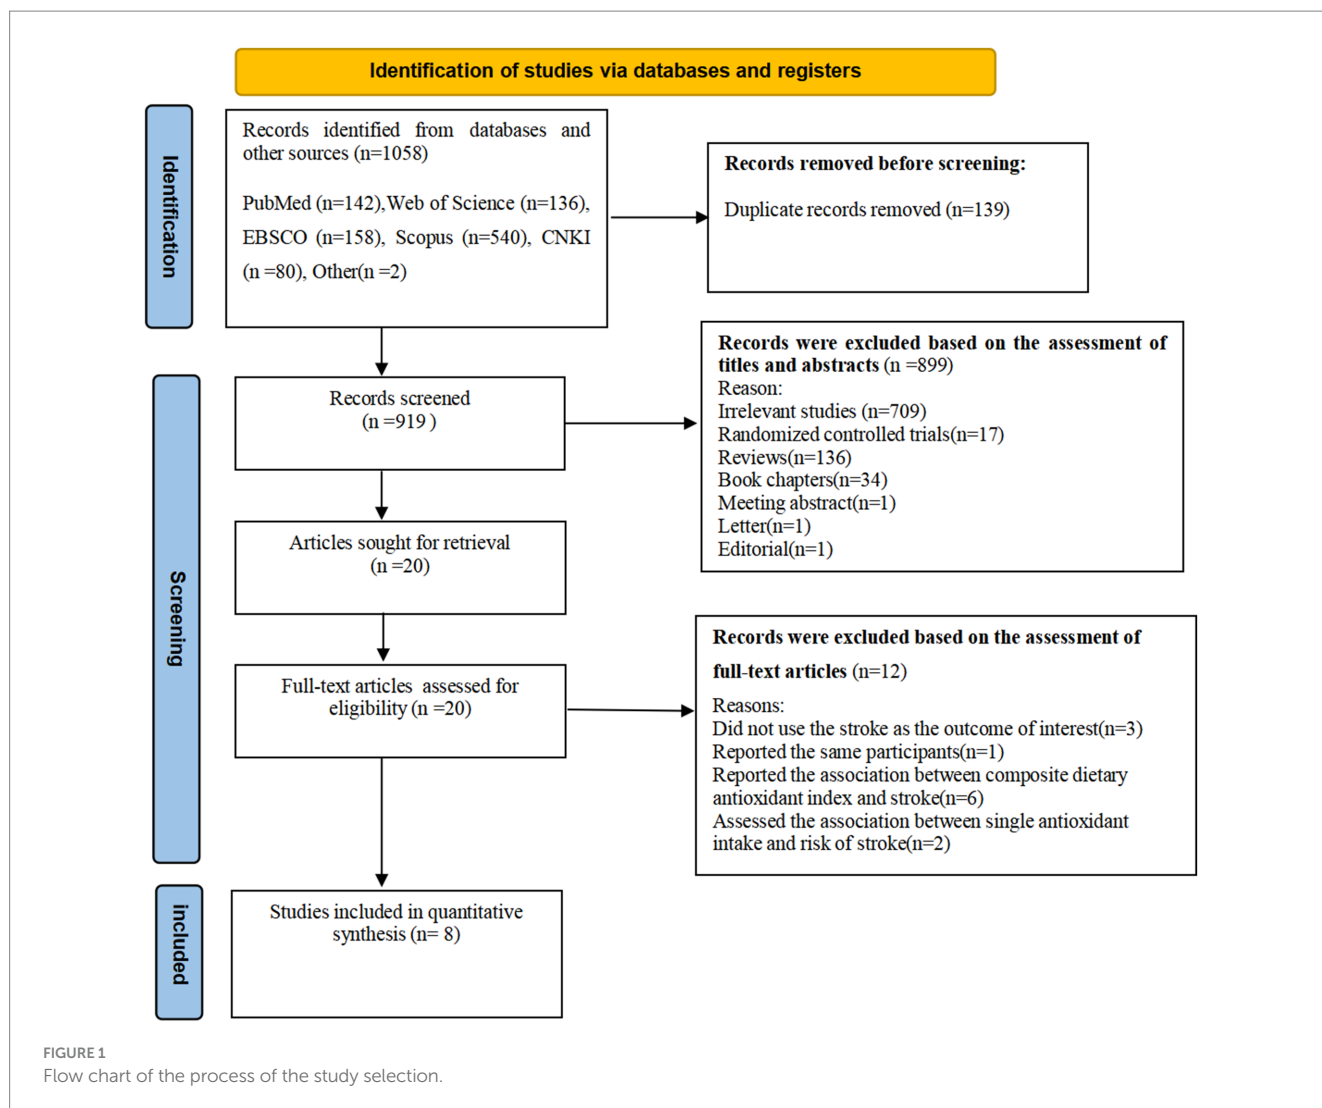 Identification of studies via databases and registers
Identification
Records identified from databases and
other sources (n=1058)
PubMed (n=142),Web of Science (n=136),
EBSCO (n=158), Scopus (n=540), CNKI
(n =80), Other(n =2)
Records removed before screening:
Duplicate records removed (n=139)
Screening
Records screened
(n =919 )
Records were excluded based on the assessment of
titles and abstracts (n =899)
Reason:
Irrelevant studies (n=709)
Randomized controlled trials(n=17)
Reviews(n=136)
Book chapters(n=34)
Meeting abstract(n=1)
Letter(n=1)
Editorial(n=1)
Articles sought for retrieval
(n =20)
Full-text articles assessed for
eligibility (n =20)
Records were excluded based on the assessment of
full-text articles (n=12)
Reasons:
Did not use the stroke as the outcome of interest(n=3)
Reported the same participants(n=1)
Reported the association between composite dietary
antioxidant index and stroke(n=6)
Assessed the association between single antioxidant
intake and risk of stroke(n=2)
included
Studies included in quantitative
synthesis (n= 8)
FIGURE 1
Flow chart of the process of the study selection.